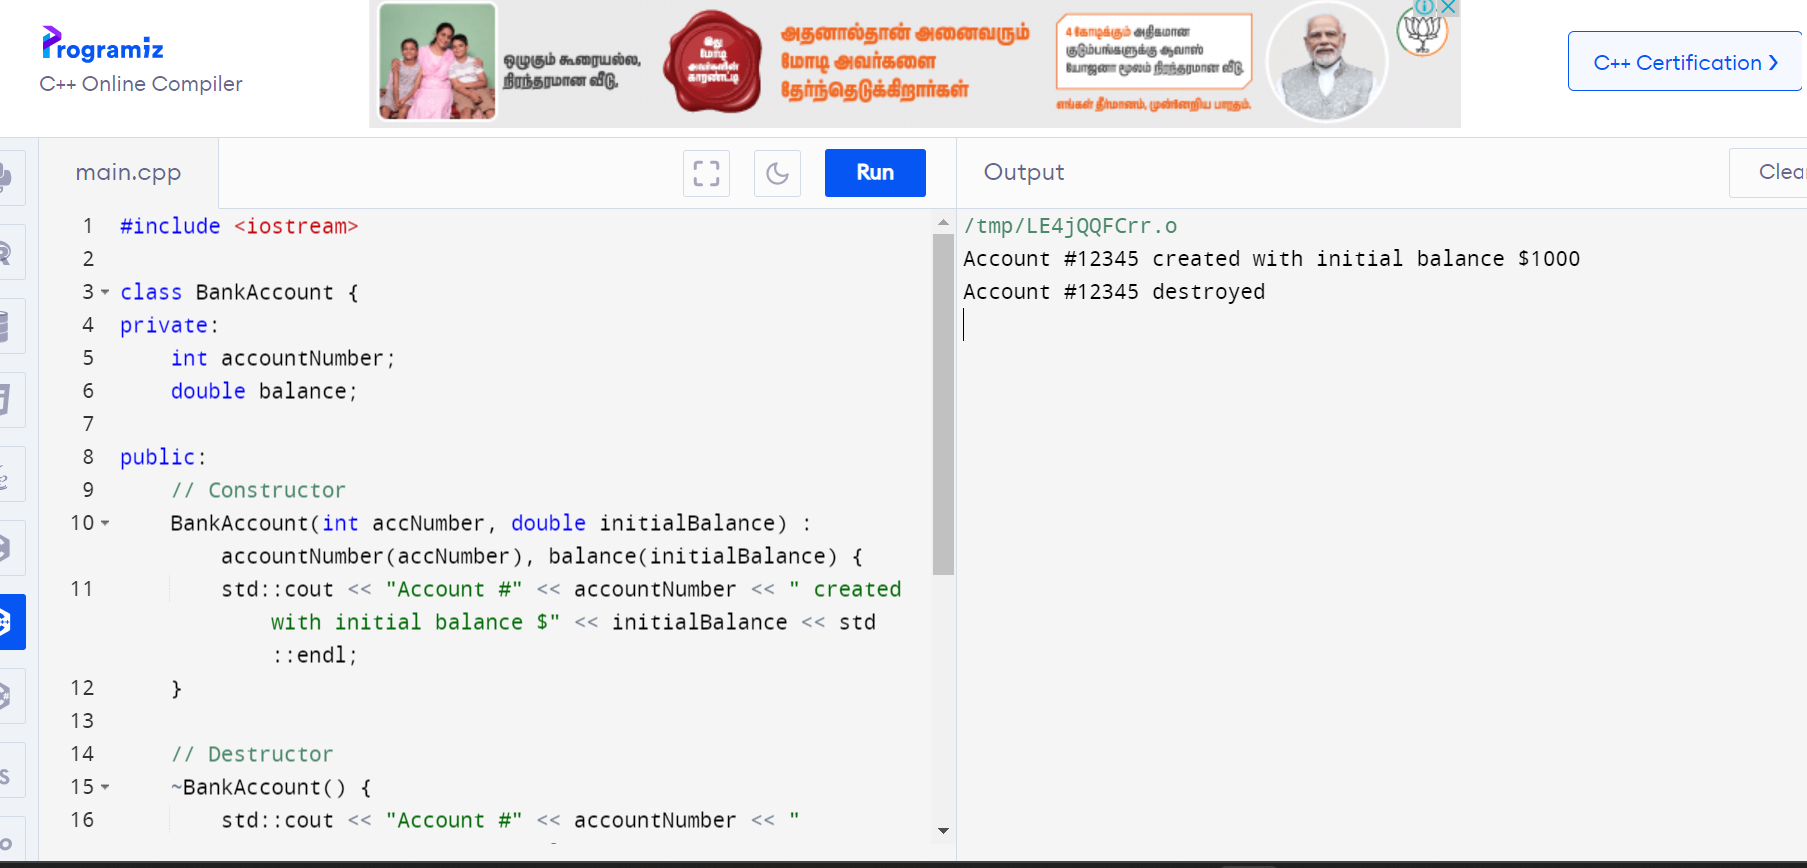 Programiz
C++ Online Compiler
ஒழுகும் கூரையல்ல,
நிரந்தரமான வீடு.
இது
மோடி
அவர்களின்
காரண்ட்டி
அதனால்தான் அனைவரும்
மோடி அவர்களை
தேர்ந்தெடுக்கிறார்கள்
4 கோடிக்கும் அதிகமான
குடும்பங்களுக்கு ஆவாஸ்
யோஜனா மூலம் நிரந்தரமான வீடு.
எங்கள் தீர்மானம், முன்னேறிய பாரதம்.
C++ Certification
main.cpp
Run
Output
Clea
1 #include <iostream>
2
3 class BankAccount {
4 private:
5 int accountNumber;
6 double balance;
7
8 public:
9 // Constructor
10 BankAccount(int accNumber, double initialBalance) :
accountNumber(accNumber), balance(initialBalance) {
11 std::cout << "Account #" << accountNumber << " created
with initial balance $" << initialBalance << std
::endl;
12 }
13
14 // Destructor
15 ~BankAccount() {
16 std::cout << "Account #" << accountNumber << "
/tmp/LE4jQQFCrr.o
Account #12345 created with initial balance $1000
Account #12345 destroyed